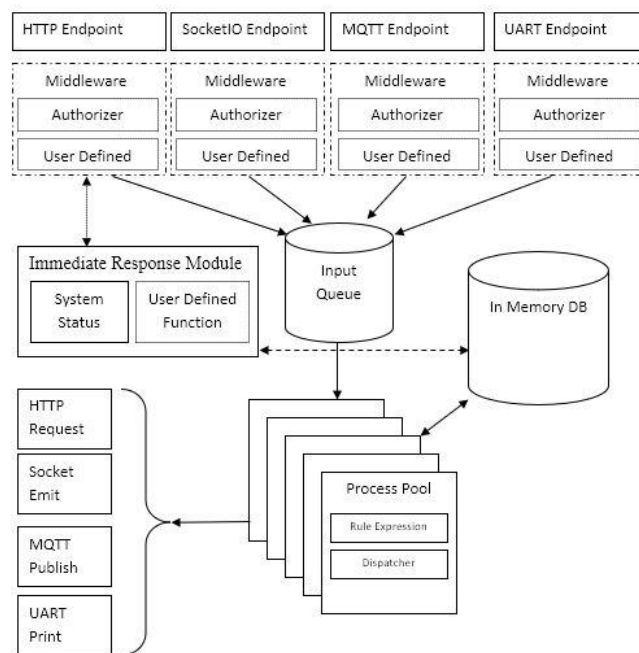 HTTP Endpoint
SocketIO Endpoint
MQTT Endpoint
UART Endpoint
Middleware
Authorizer
User Defined
Middleware
Authorizer
User Defined
Middleware
Authorizer
User Defined
Middleware
Authorizer
User Defined
Immediate Response Module
System
Status
User Defined
Function
Input
Queue
In Memory DB
HTTP
Request
Socket
Emit
MQTT
Publish
UART
Print
Process Pool
Rule Expression
Dispatcher